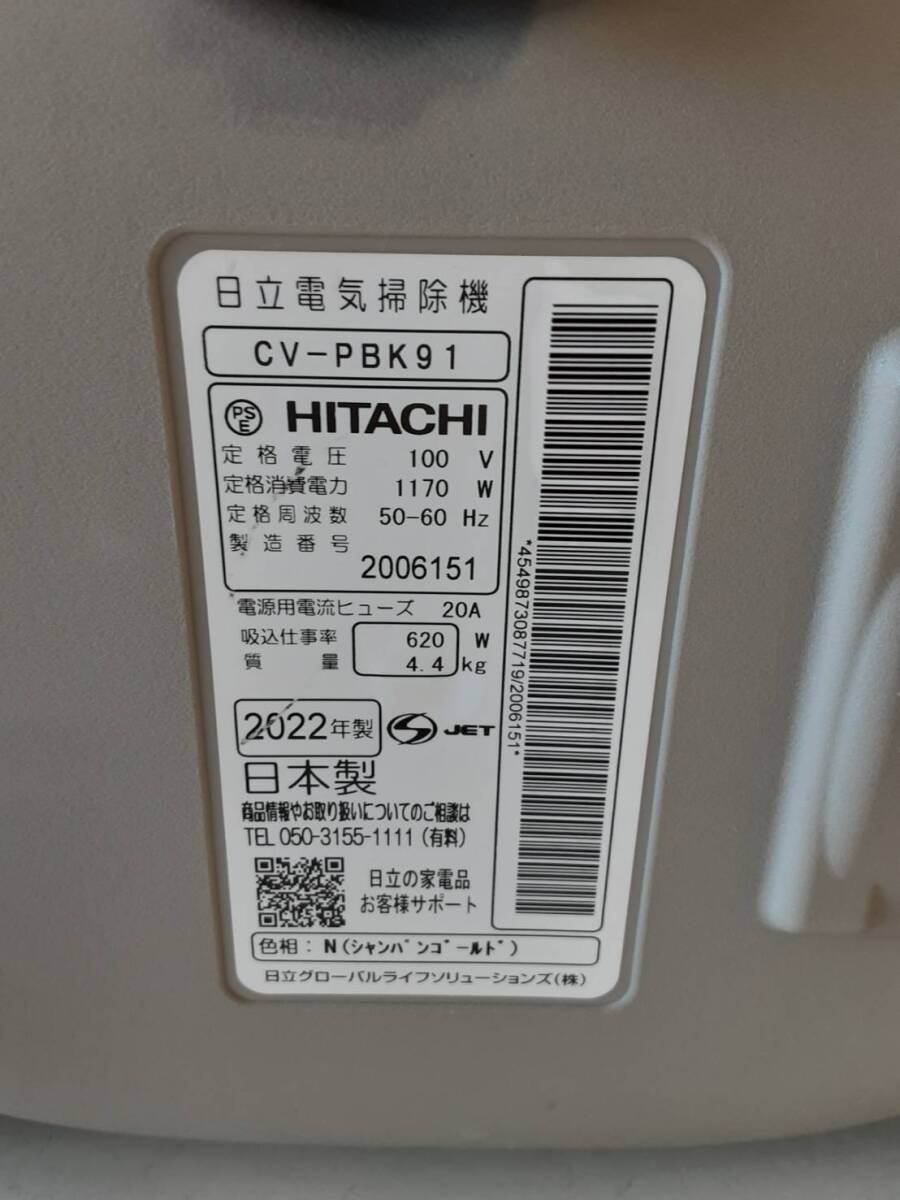 日立電気掃除機
CV-PBK91
PS
E
HITACHI
定格電圧 100 V
定格消費電力 1170 W
定格周波数 50-60 Hz
製造番号
2006151
電源用電流ヒューズ 20A
吸込仕事率 620 W
質量 4.4 kg
2022年製
JET
日本製
商品情報やお取り扱いについてのご相談は
TEL 050-3155-1111 (有料)
日立の家電品
お客様サポート
色相: N(シャンパンゴールド)
日立グローバルライフソリューションズ(株)
*4549873087719/2006151*